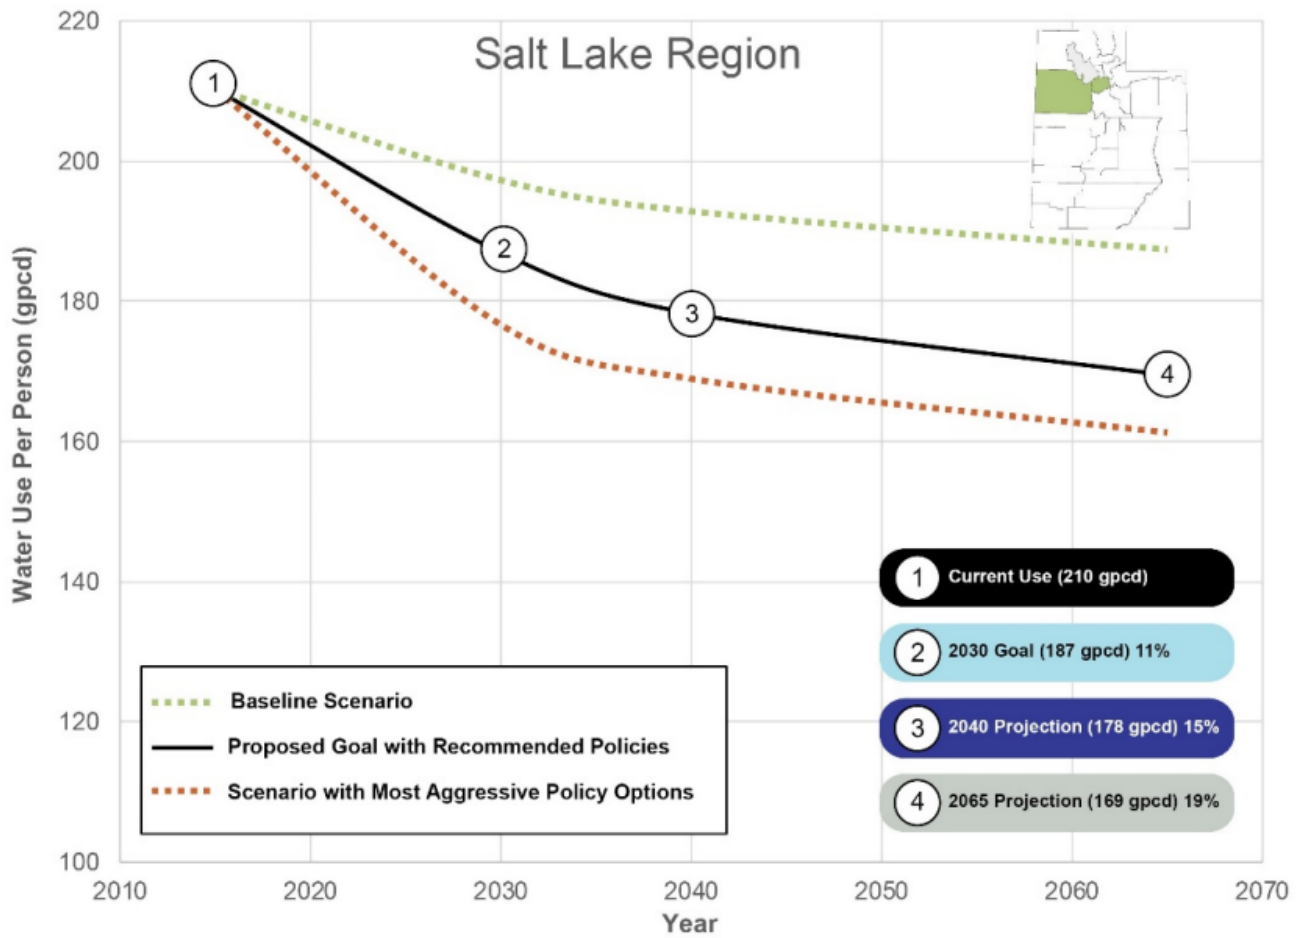 Salt Lake Region
220
200
180
160
140
120
100
Water Use Per Person (gpcd)
1
2
3
4
1 Current Use (210 gpcd)
2 2030 Goal (187 gpcd) 11%
3 2040 Projection (178 gpcd) 15%
4 2065 Projection (169 gpcd) 19%
Baseline Scenario
Proposed Goal with Recommended Policies
Scenario with Most Aggressive Policy Options
2010 2020 2030 2040 2050 2060 2070
Year